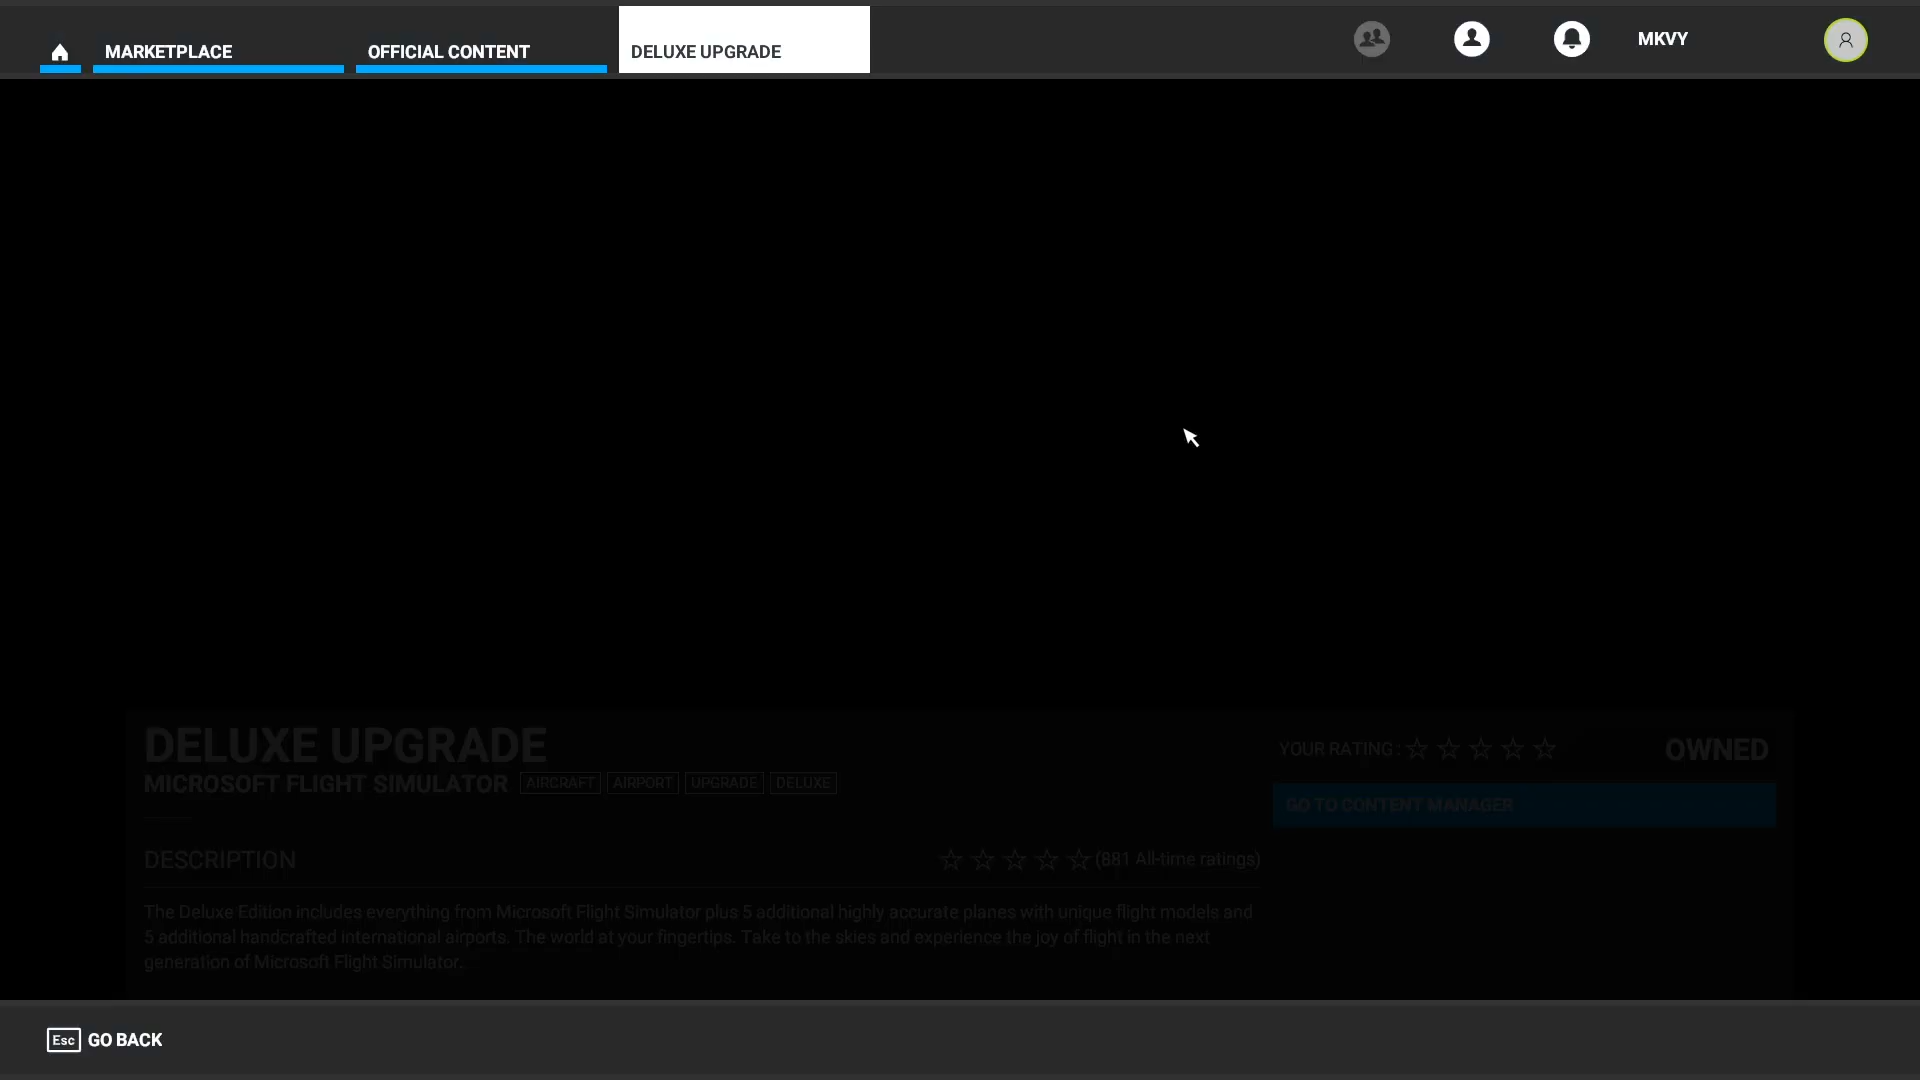 MARKETPLACE
OFFICIAL CONTENT
DELUXE UPGRADE
MKVY
DELUXE UPGRADE
MICROSOFT FLIGHT SIMULATOR AIRCRAFT AIRPORT UPGRADE DELUXE
YOUR RATING : OWNED
GO TO CONTENT MANAGER
DESCRIPTION (881 All-time ratings)
The Deluxe Edition includes everything from Microsoft Flight Simulator plus 5 additional highly accurate planes with unique flight models and
5 additional handcrafted international airports. The world at your fingertips. Take to the skies and experience the joy of flight in the next
generation of Microsoft Flight Simulator.
Esc GO BACK